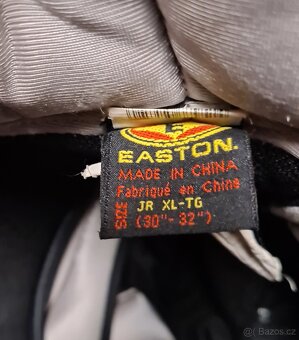 EASTON.
MADE IN CHINA
Fabriqué en Chine
SIZE
JR XL-TG
(30"-32")
Bazos.cz